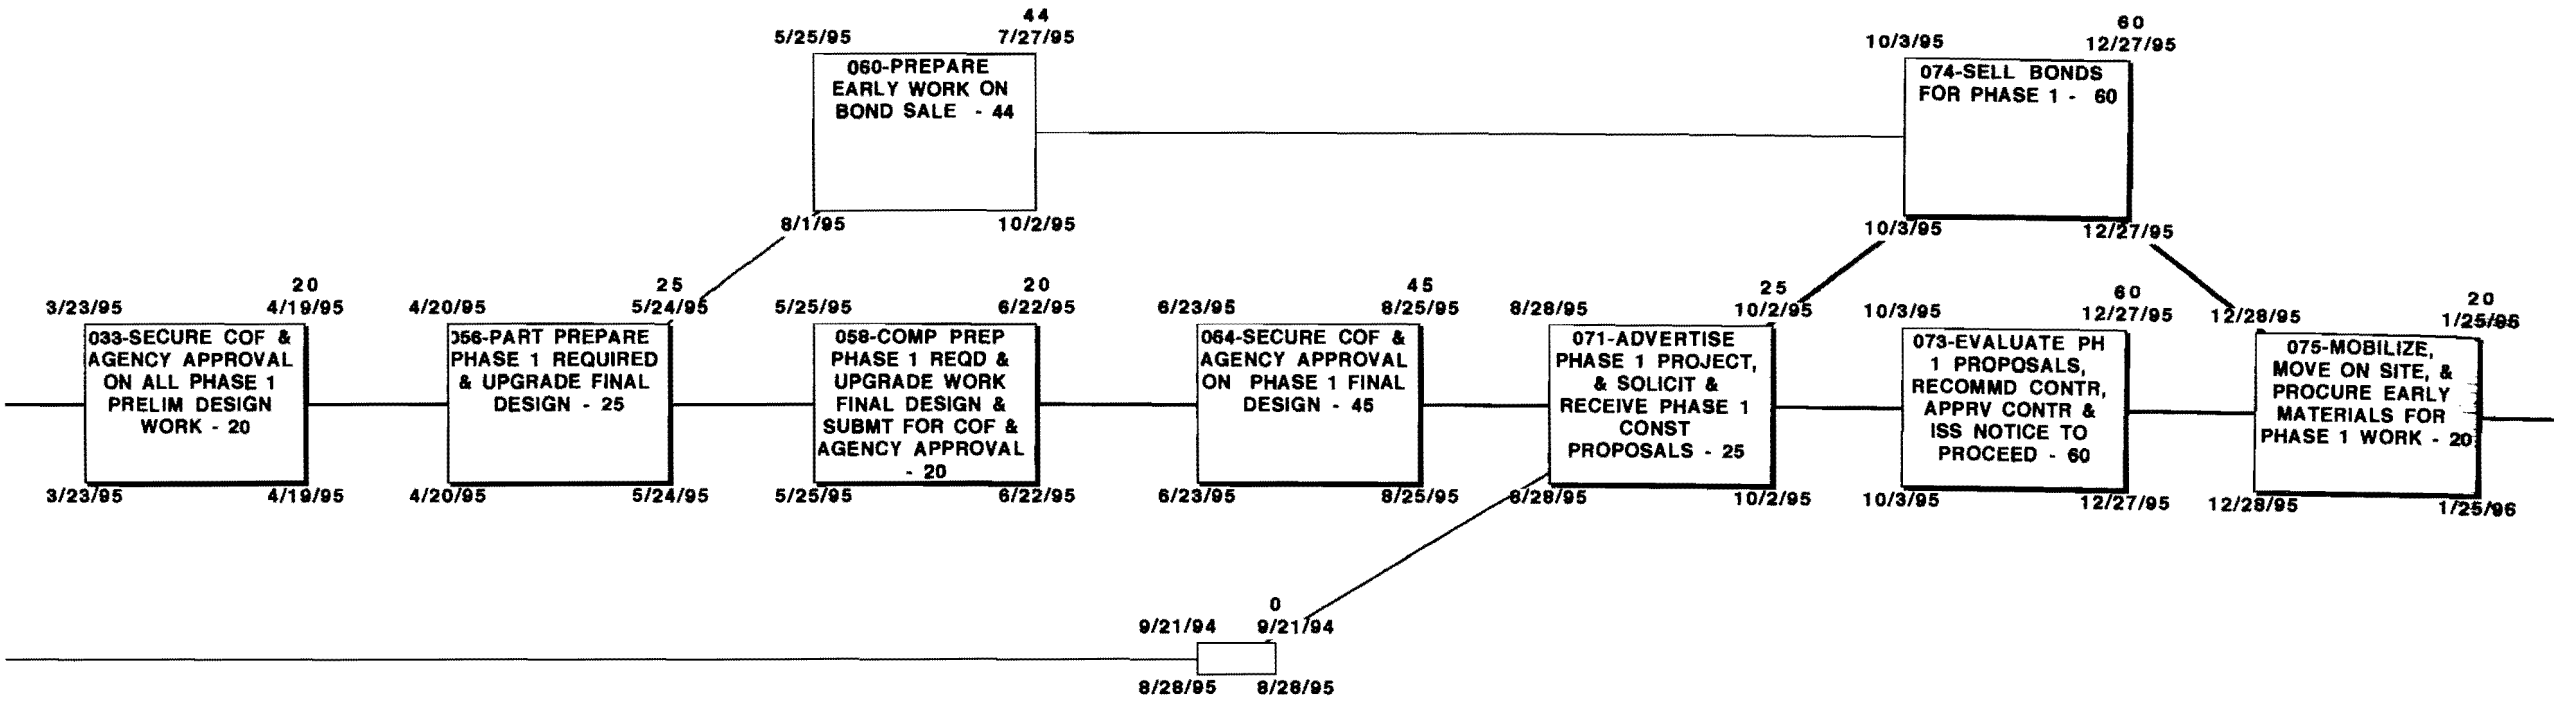 44
5/25/95 7/27/95
060-PREPARE
EARLY WORK ON
BOND SALE - 44
8/1/95 10/2/95
60
10/3/95 12/27/95
074-SELL BONDS
FOR PHASE 1 - 60
10/3/95 12/27/95
20
3/23/95 4/19/95
033-SECURE COF &
AGENCY APPROVAL
ON ALL PHASE 1
PRELIM DESIGN
WORK - 20
3/23/95 4/19/95
25
4/20/95 5/24/95
056-PART PREPARE
PHASE 1 REQUIRED
& UPGRADE FINAL
DESIGN - 25
4/20/95 5/24/95
20
5/25/95 6/22/95
058-COMP PREP
PHASE 1 REQD &
UPGRADE WORK
FINAL DESIGN &
SUBMT FOR COF &
AGENCY APPROVAL
- 20
5/25/95 6/22/95
45
6/23/95 8/25/95
064-SECURE COF &
AGENCY APPROVAL
ON PHASE 1 FINAL
DESIGN - 45
6/23/95 8/25/95
25
8/28/95 10/2/95
071-ADVERTISE
PHASE 1 PROJECT,
& SOLICIT &
RECEIVE PHASE 1
CONST
PROPOSALS - 25
8/28/95 10/2/95
60
10/3/95 12/27/95
073-EVALUATE PH
1 PROPOSALS,
RECOMMD CONTR,
APPRV CONTR &
ISS NOTICE TO
PROCEED - 60
10/3/95 12/27/95
20
12/28/95 1/25/96
075-MOBILIZE,
MOVE ON SITE, &
PROCURE EARLY
MATERIALS FOR
PHASE 1 WORK - 20
12/28/95 1/25/96
0
9/21/94 9/21/94
8/28/95 8/28/95